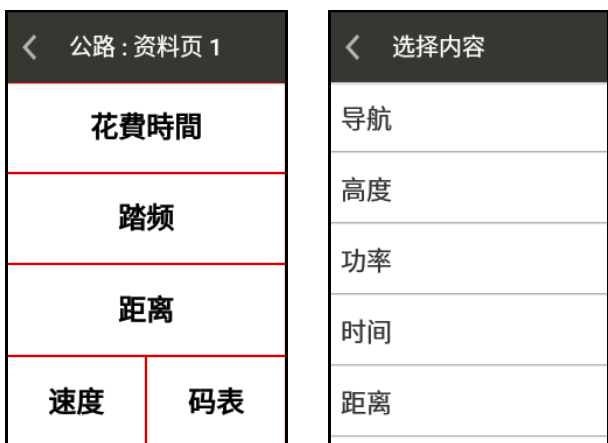 公路 : 资料页 1
花費時間
踏频
距离
速度 码表
选择内容
导航
高度
功率
时间
距离